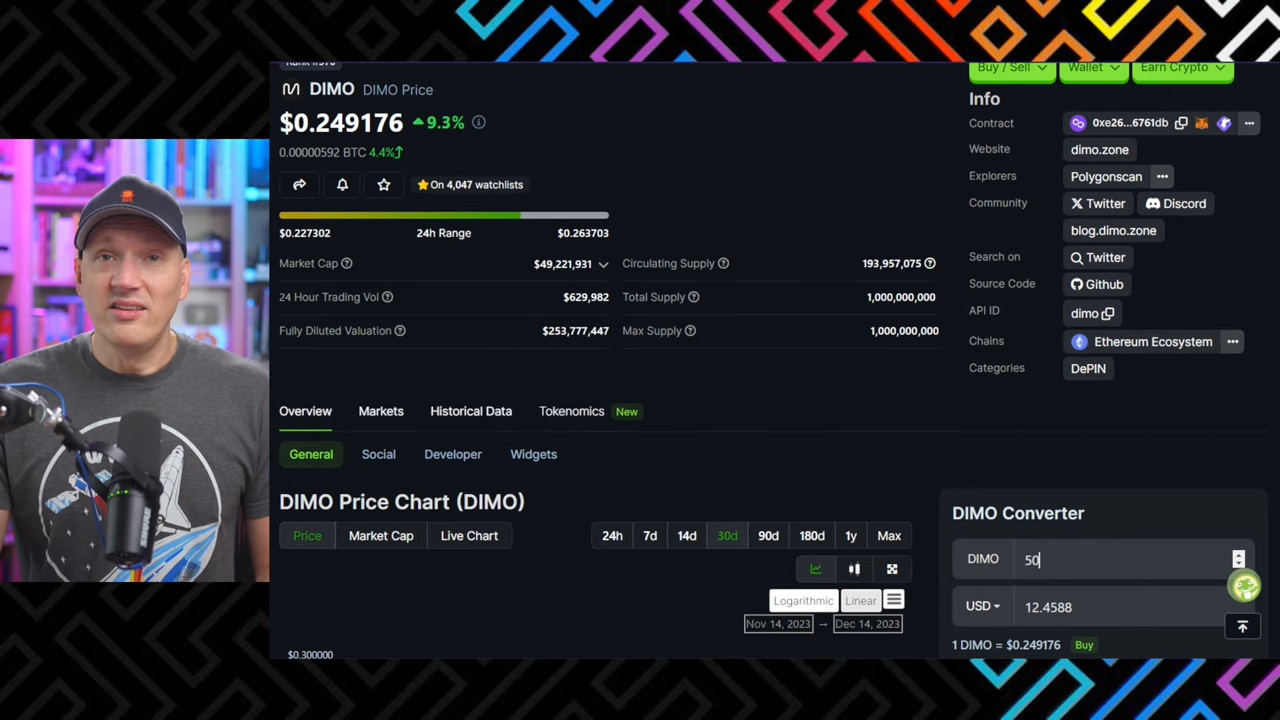 Rank #576
DIMO DIMO Price
$0.249176 9.3%
0.00000592 BTC 4.4%
On 4,047 watchlists
$0.227302 24h Range $0.263703
Market Cap $49,221,931
24 Hour Trading Vol $629,982
Fully Diluted Valuation $253,777,447
Circulating Supply 193,957,075
Total Supply 1,000,000,000
Max Supply 1,000,000,000
Buy / Sell Wallet Earn Crypto
Info
Contract 0xe26...6761db
Website dimo.zone
Explorers Polygonscan
Community Twitter Discord
blog.dimo.zone
Search on Twitter
Source Code Github
API ID dimo
Chains Ethereum Ecosystem
Categories DePIN
Overview Markets Historical Data Tokenomics New
General Social Developer Widgets
DIMO Price Chart (DIMO)
Price Market Cap Live Chart
24h 7d 14d 30d 90d 180d 1y Max
Logarithmic Linear
Nov 14, 2023 → Dec 14, 2023
$0.300000
DIMO Converter
DIMO 50
USD 12.4588
1 DIMO = $0.249176 Buy
SHURE